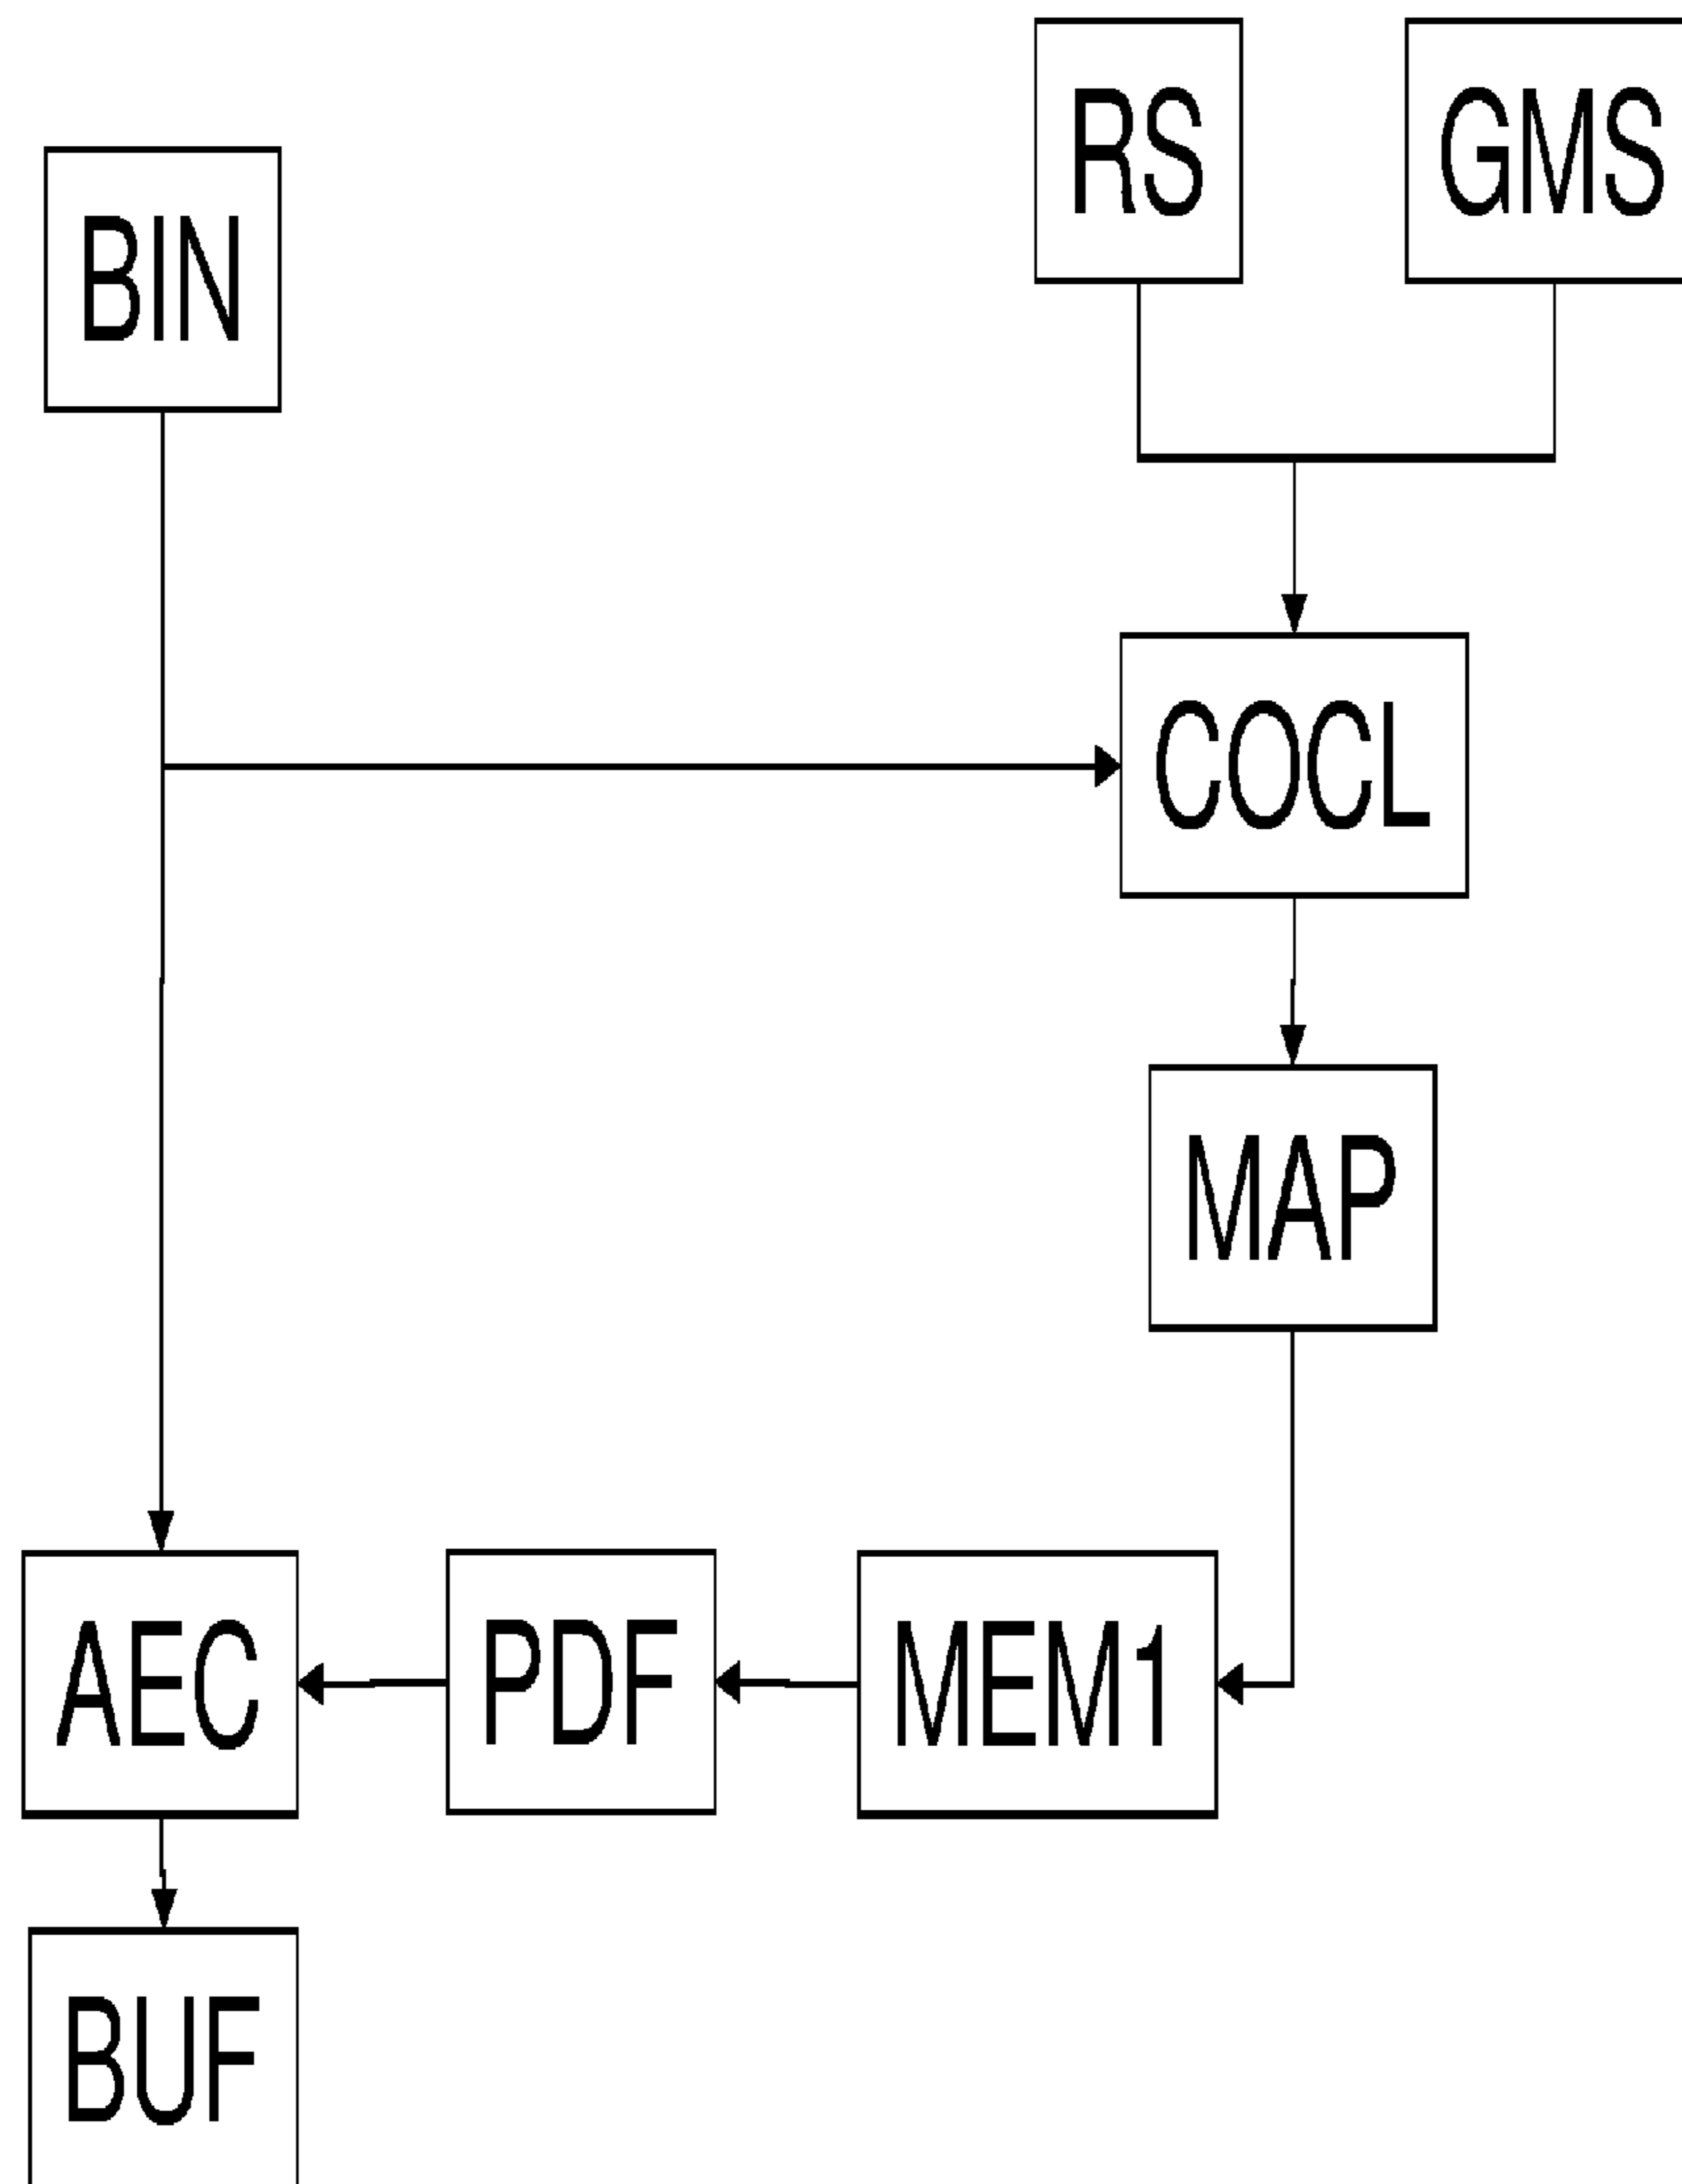 RS
GMS
BIN
COCL
MAP
AEC
PDF
MEM1
BUF